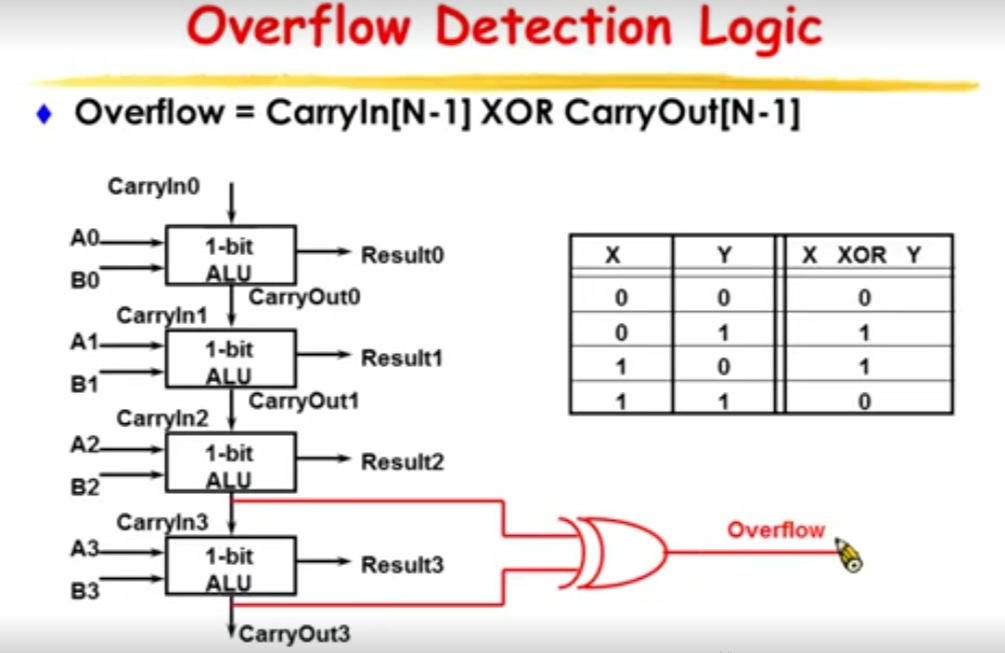 Overflow Detection Logic
Overflow = CarryIn[N-1] XOR CarryOut[N-1]
CarryIn0
A0
B0
1-bit
ALU
Result0
CarryOut0
CarryIn1
A1
B1
1-bit
ALU
Result1
CarryOut1
CarryIn2
A2
B2
1-bit
ALU
Result2
CarryIn3
A3
B3
1-bit
ALU
Result3
CarryOut3
X Y X XOR Y
0 0 0
0 1 1
1 0 1
1 1 0
Overflow